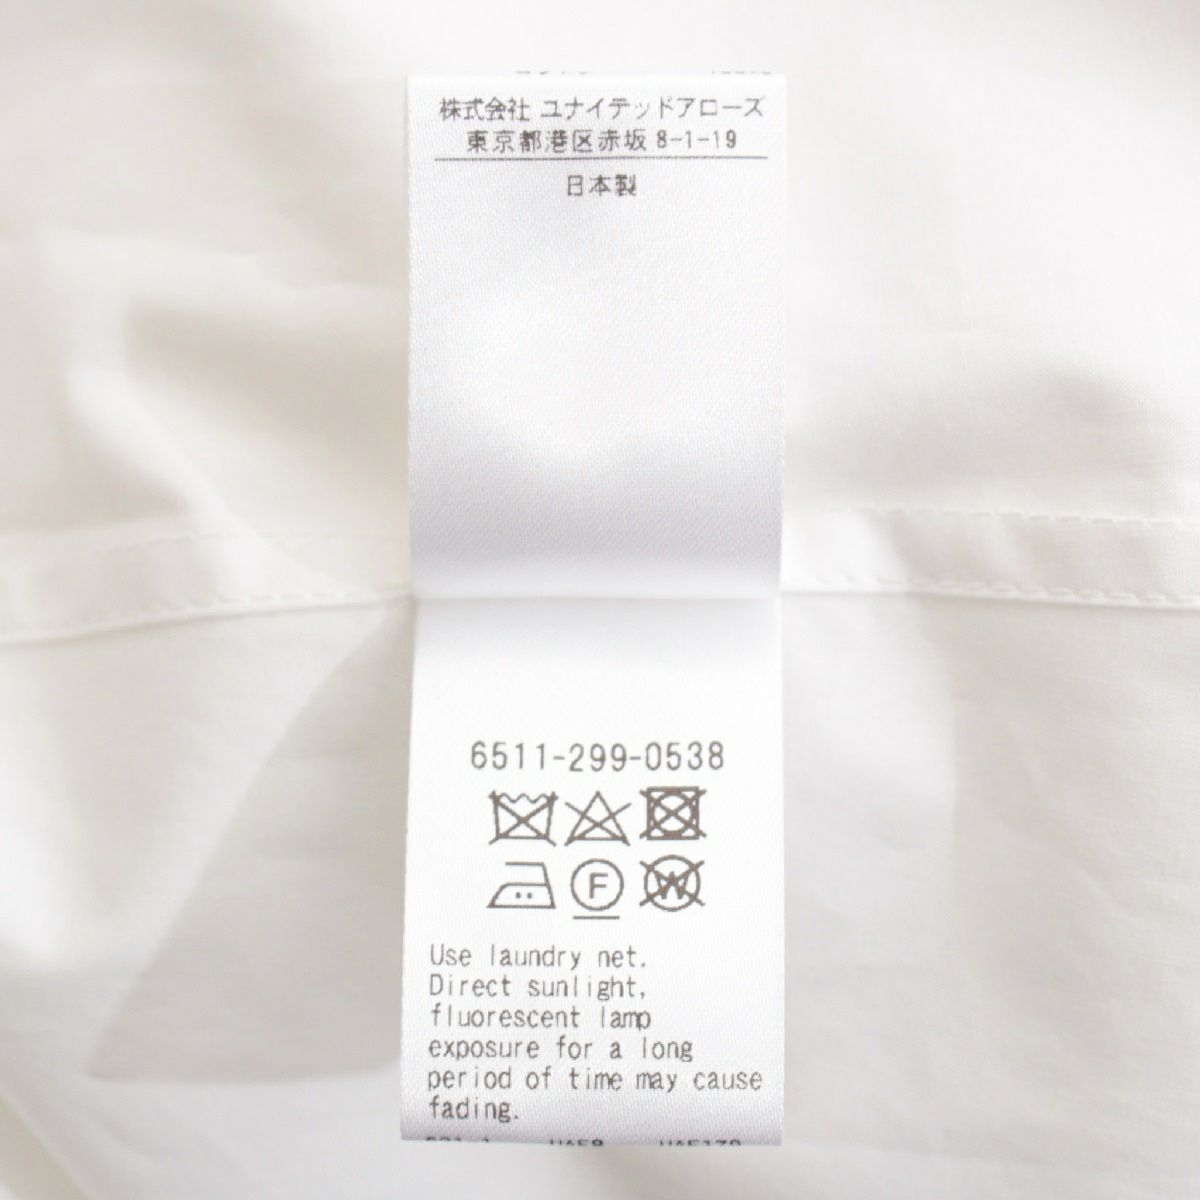 株式会社 ユナイテッドアローズ
東京都港区赤坂 8-1-19
日本製
6511-299-0538
F
W
Use laundry net.
Direct sunlight,
fluorescent lamp
exposure for a long
period of time may cause
fading.